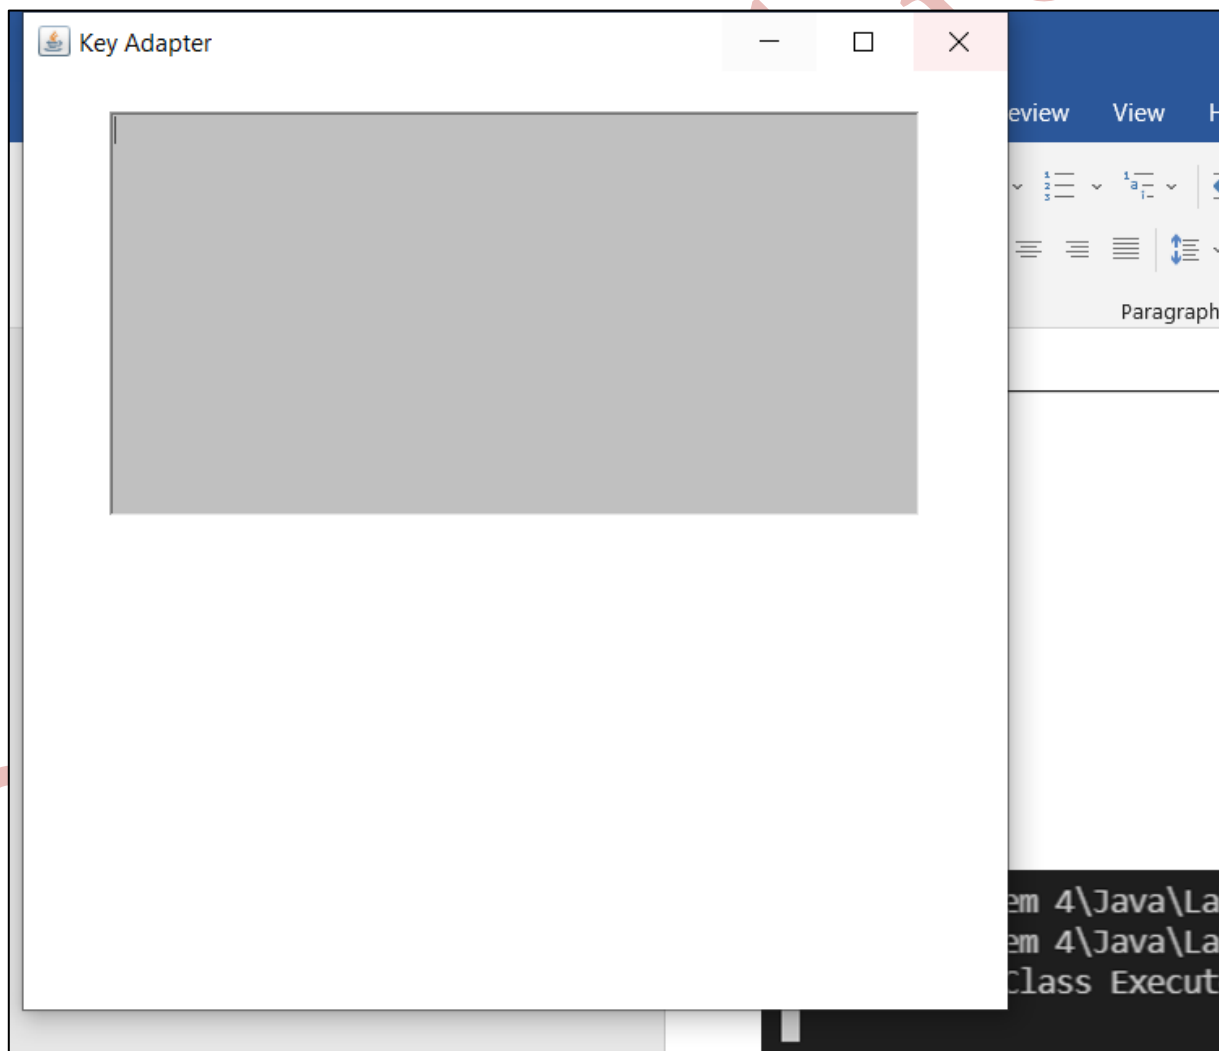 Key Adapter
eview View H
Paragraph
em 4\Java\La
em 4\Java\La
Class Execut